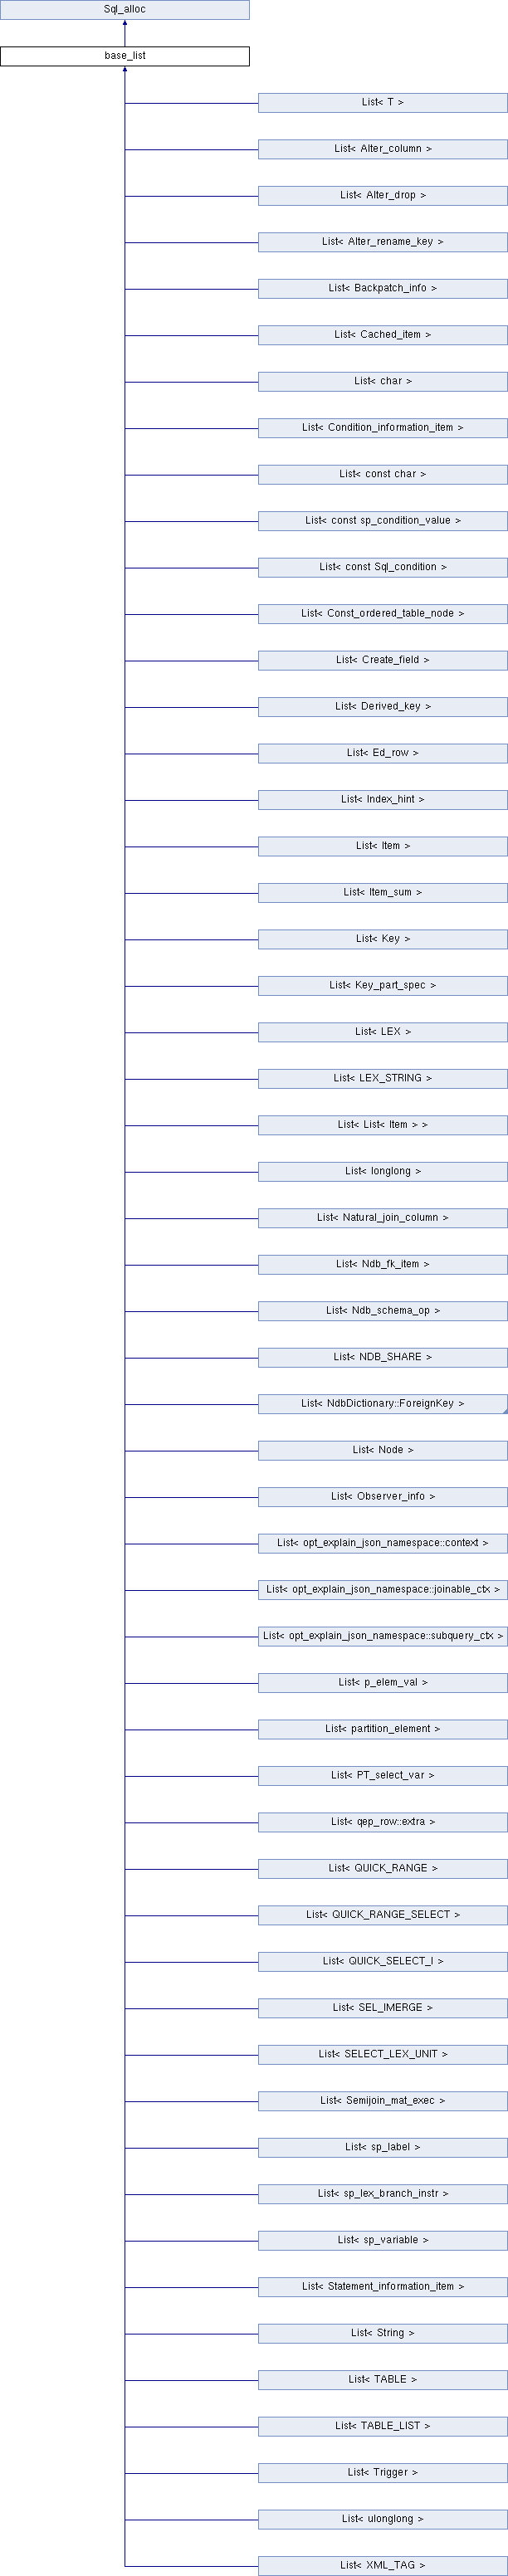 Sql_alloc
base_list
List< T >
List< Alter_column >
List< Alter_drop >
List< Alter_rename_key >
List< Backpatch_info >
List< Cached_item >
List< char >
List< Condition_information_item >
List< const char >
List< const sp_condition_value >
List< const Sql_condition >
List< Const_ordered_table_node >
List< Create_field >
List< Derived_key >
List< Ed_row >
List< Index_hint >
List< Item >
List< Item_sum >
List< Key >
List< Key_part_spec >
List< LEX >
List< LEX_STRING >
List< List< Item > >
List< longlong >
List< Natural_join_column >
List< Ndb_fk_item >
List< Ndb_schema_op >
List< NDB_SHARE >
List< NdbDictionary::ForeignKey >
List< Node >
List< Observer_info >
List< opt_explain_json_namespace::context >
List< opt_explain_json_namespace::joinable_ctx >
List< opt_explain_json_namespace::subquery_ctx >
List< p_elem_val >
List< partition_element >
List< PT_select_var >
List< qep_row::extra >
List< QUICK_RANGE >
List< QUICK_RANGE_SELECT >
List< QUICK_SELECT_I >
List< SEL_IMERGE >
List< SELECT_LEX_UNIT >
List< Semijoin_mat_exec >
List< sp_label >
List< sp_lex_branch_instr >
List< sp_variable >
List< Statement_information_item >
List< String >
List< TABLE >
List< TABLE_LIST >
List< Trigger >
List< ulonglong >
List< XML_TAG >